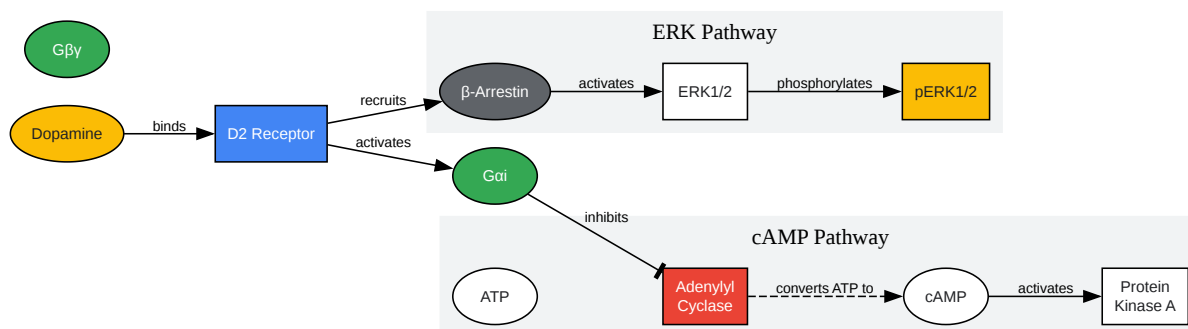 ERK Pathway
Gβγ
β-Arrestin
activates
ERK1/2
phosphorylates
pERK1/2
recruits
Dopamine
binds
D2 Receptor
activates
Gαi
inhibits
cAMP Pathway
ATP
Adenylyl
Cyclase
converts ATP to
cAMP
activates
Protein
Kinase A